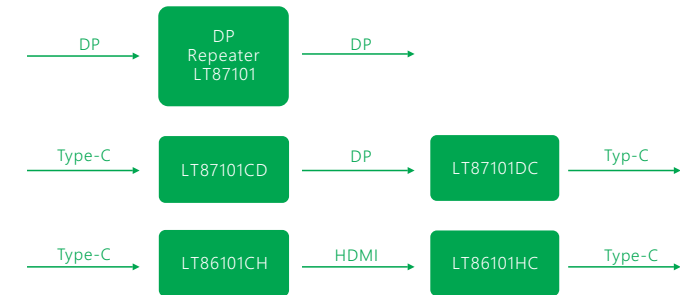 DP
DP
Repeater
LT87101
DP
Type-C
LT87101CD
DP
LT87101DC
Typ-C
Type-C
LT86101CH
HDMI
LT86101HC
Type-C